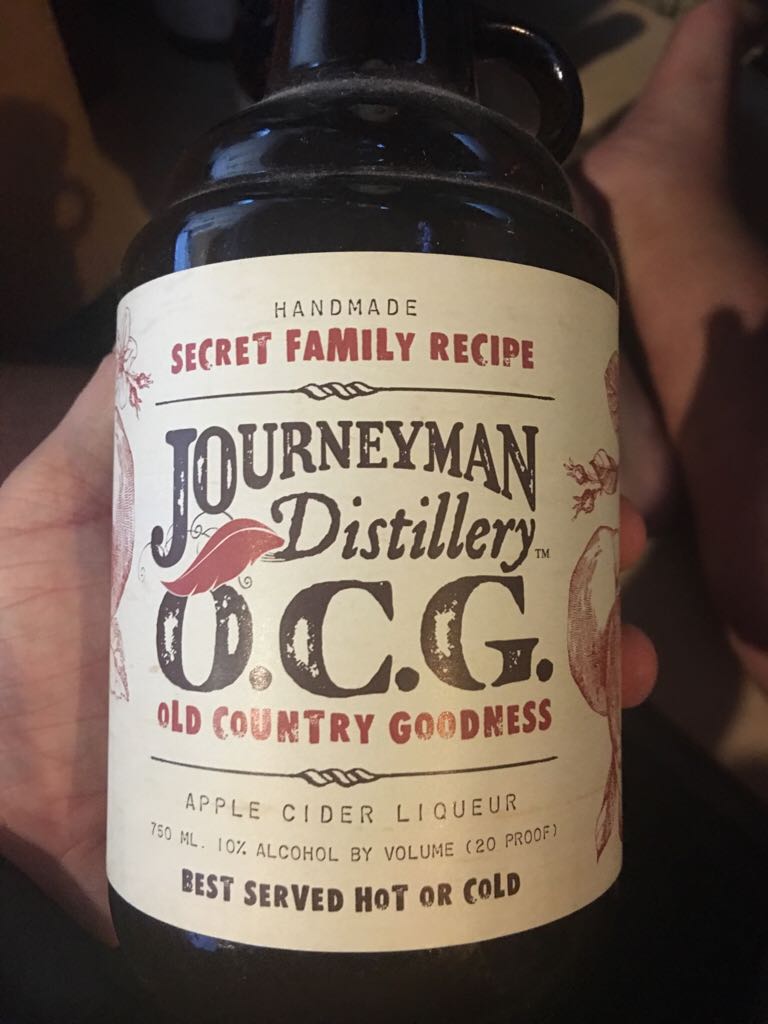 HANDMADE
SECRET FAMILY RECIPE
JOURNEYMAN
Distillery™
O.C.G.
OLD COUNTRY GOODNESS
APPLE CIDER LIQUEUR
750 ML. 10% ALCOHOL BY VOLUME (20 PROOF)
BEST SERVED HOT OR COLD